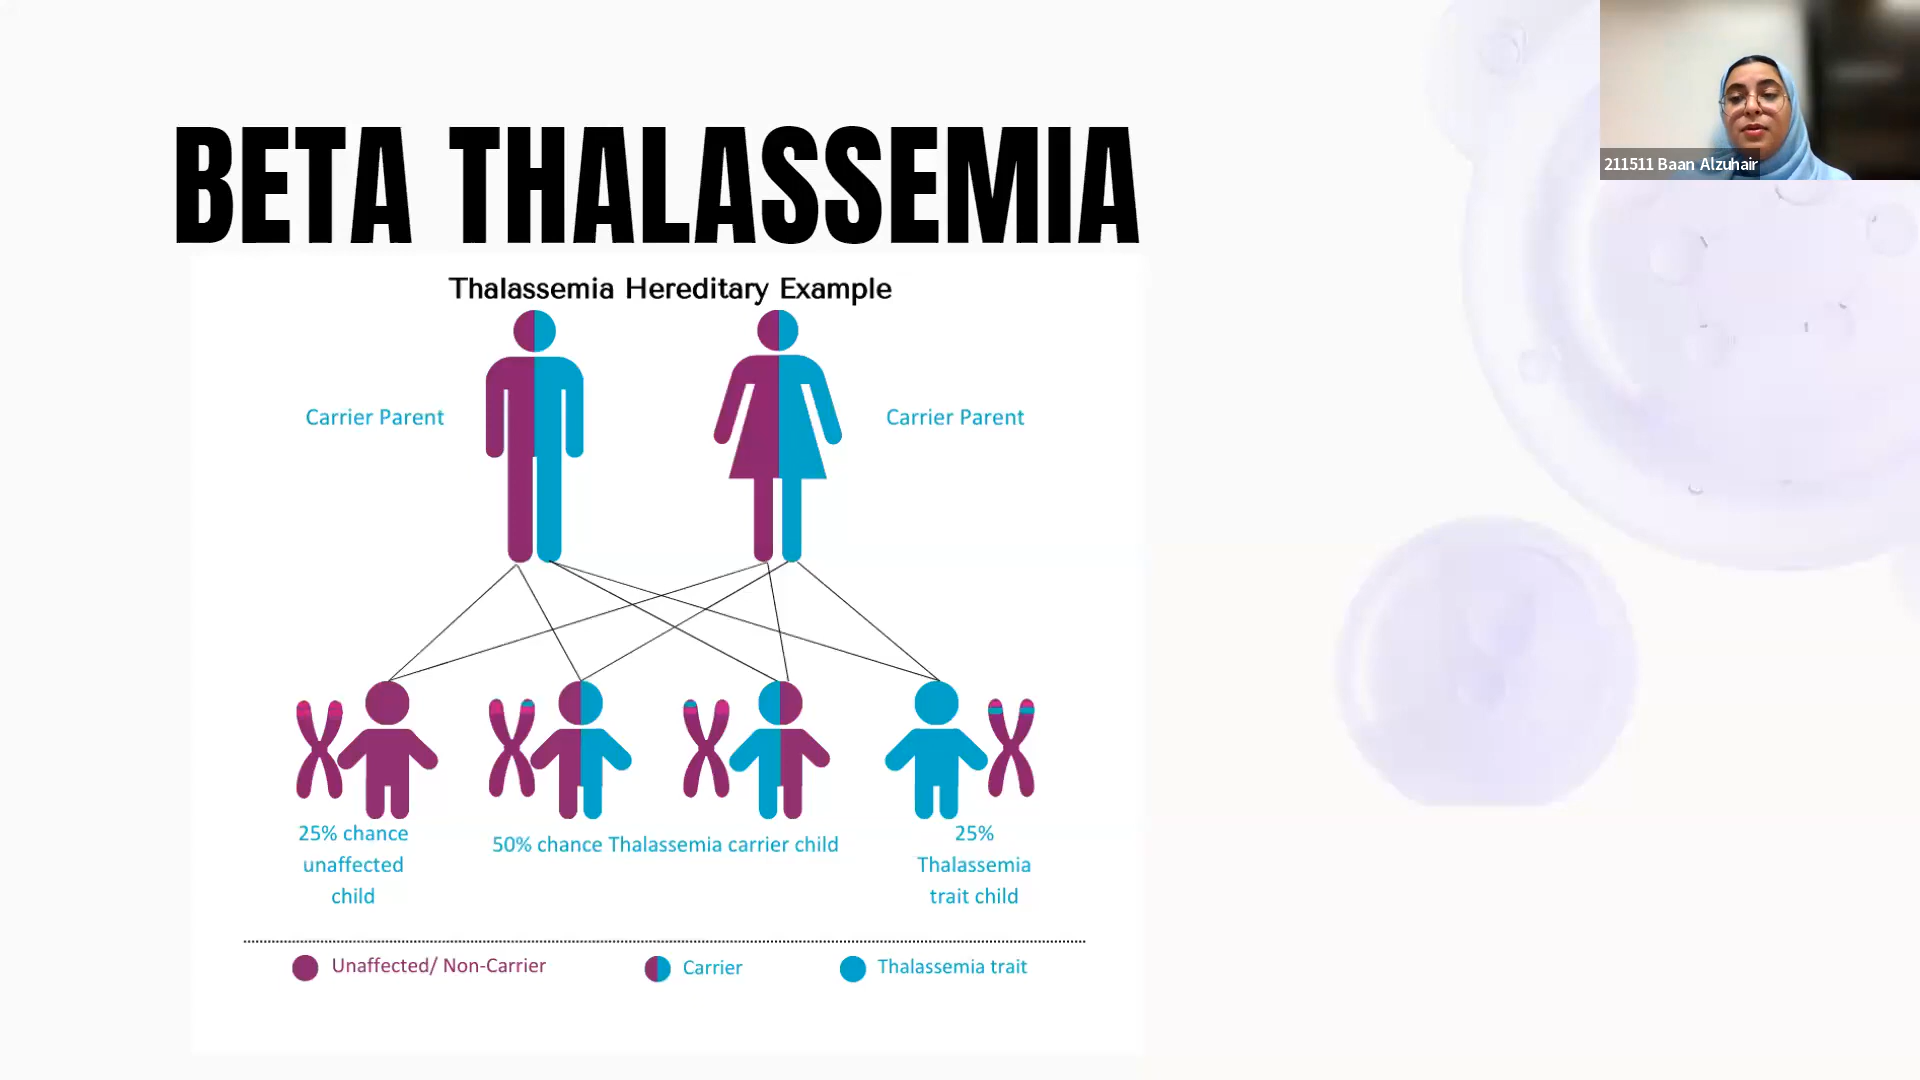 BETA THALASSEMIA
211511 Baan Alzuhair
Thalassemia Hereditary Example
Carrier Parent
Carrier Parent
25% chance
unaffected
child
50% chance Thalassemia carrier child
25%
Thalassemia
trait child
Unaffected/ Non-Carrier
Carrier
Thalassemia trait